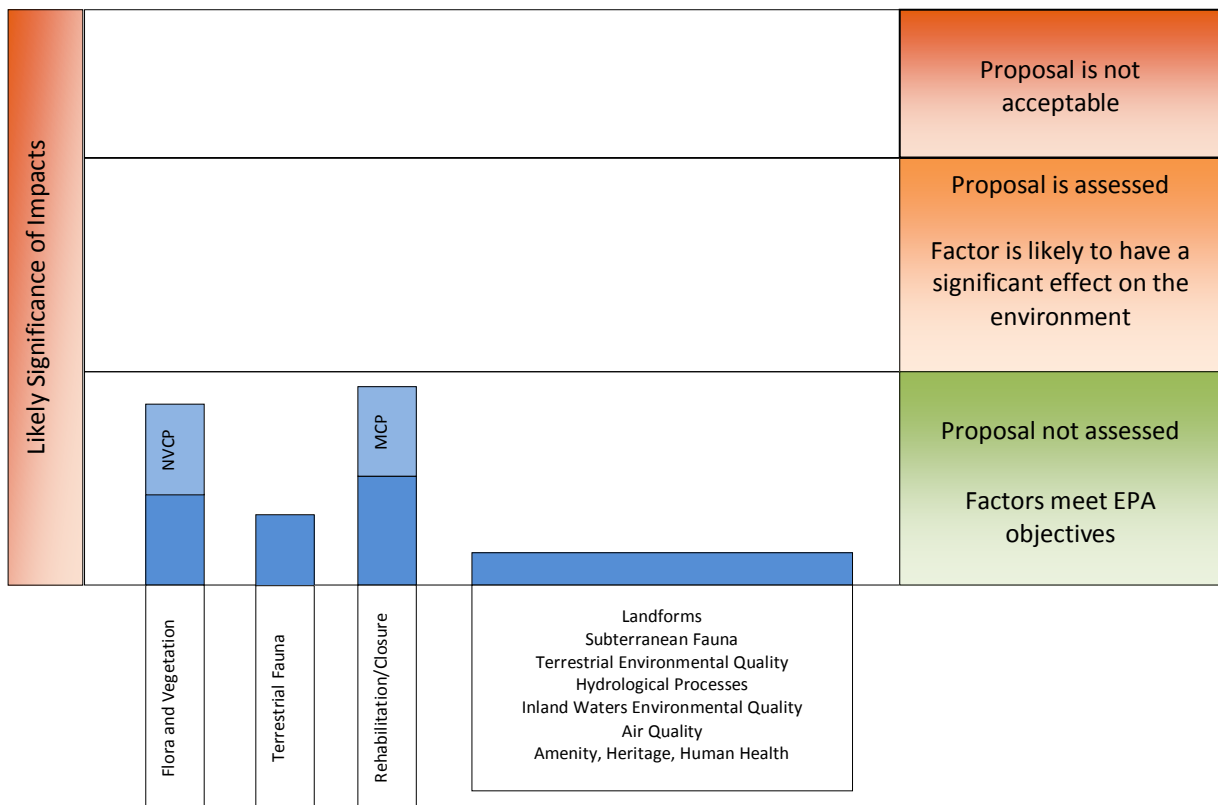 Likely Significance of Impacts
Proposal is not
acceptable
Proposal is assessed
Factor is likely to have a
significant effect on the
environment
Proposal not assessed
Factors meet EPA
objectives
NVCP
MCP
Flora and Vegetation
Terrestrial Fauna
Rehabilitation/Closure
Landforms
Subterranean Fauna
Terrestrial Environmental Quality
Hydrological Processes
Inland Waters Environmental Quality
Air Quality
Amenity, Heritage, Human Health